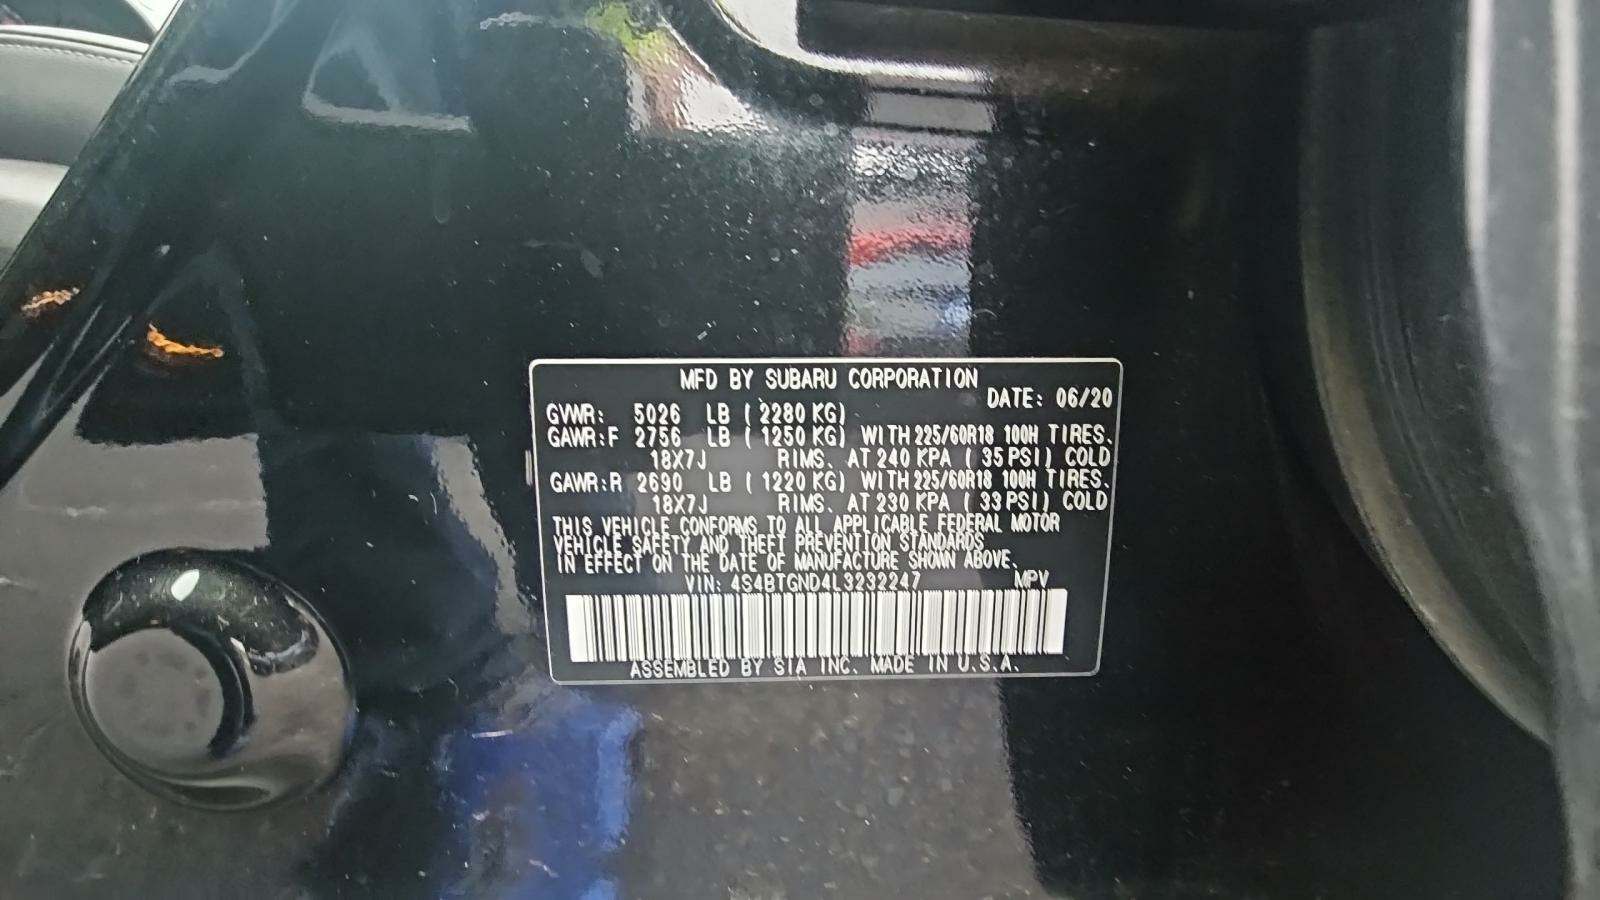 MFD BY SUBARU CORPORATION
DATE: 06/20
GVWR: 5026 LB ( 2280 KG)
GAWR:F 2756 LB ( 1250 KG) WITH 225/60R18 100H TIRES.
18X7J RIMS. AT 240 KPA ( 35 PSI) COLD
GAWR:R 2690 LB ( 1220 KG) WITH 225/60R18 100H TIRES.
18X7J RIMS. AT 230 KPA ( 33 PSI) COLD
THIS VEHICLE CONFORMS TO ALL APPLICABLE FEDERAL MOTOR
VEHICLE SAFETY AND THEFT PREVENTION STANDARDS
IN EFFECT ON THE DATE OF MANUFACTURE SHOWN ABOVE.
VIN: 4S4BTGND4L3232247 MPV
ASSEMBLED BY SIA INC. MADE IN U.S.A.